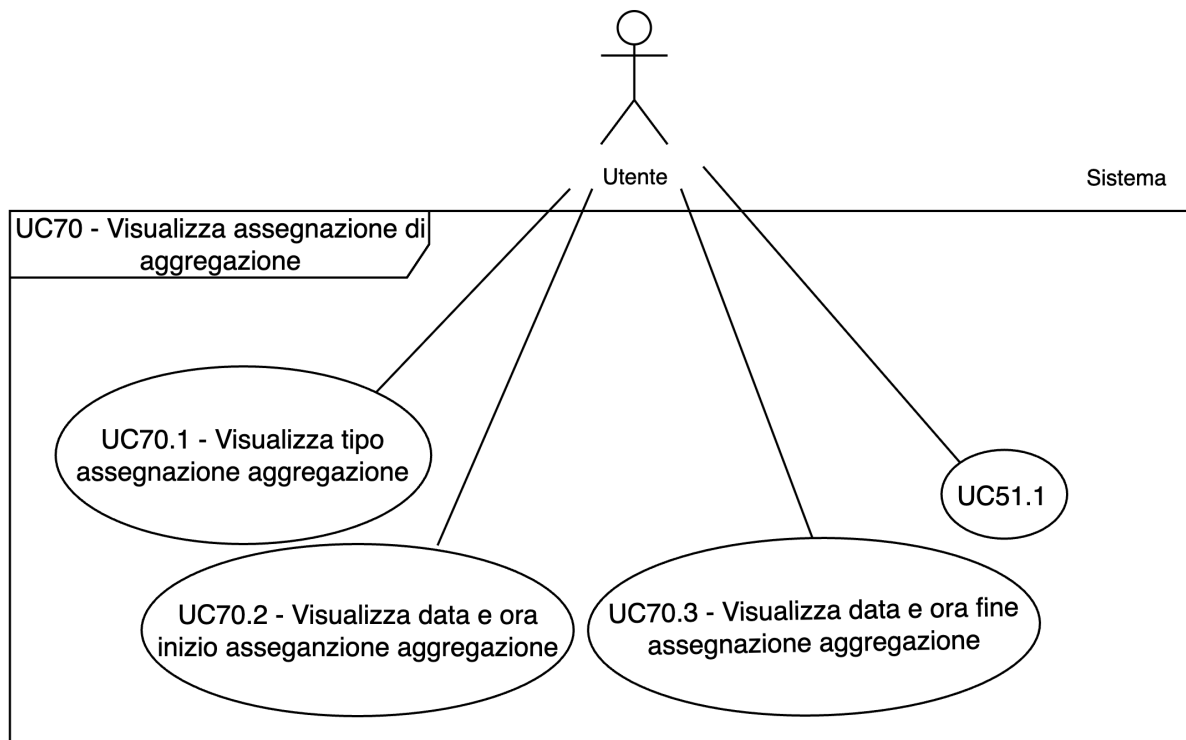 Utente
Sistema
UC70 - Visualizza assegnazione di
aggregazione
UC70.1 - Visualizza tipo
assegnazione aggregazione
UC51.1
UC70.2 - Visualizza data e ora
inizio asseganzione aggregazione
UC70.3 - Visualizza data e ora fine
assegnazione aggregazione